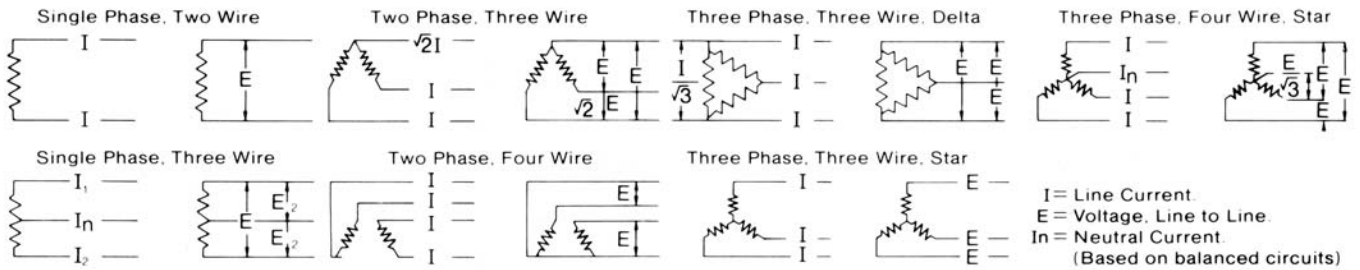 Single Phase, Two Wire
Two Phase, Three Wire
Three Phase, Three Wire, Delta
Three Phase, Four Wire, Star
I
I
E
√2I
I
I
E
√2 E
E
I
√3
I
I
I
E
E
E
I
In
I
I
E
√3
E
E
E
Single Phase, Three Wire
Two Phase, Four Wire
Three Phase, Three Wire, Star
I₁
In
I₂
E
E 2
E 2
I
I
I
I
E
E
I
I
I
E
E
E
I = Line Current.
E = Voltage, Line to Line.
In = Neutral Current.
(Based on balanced circuits)